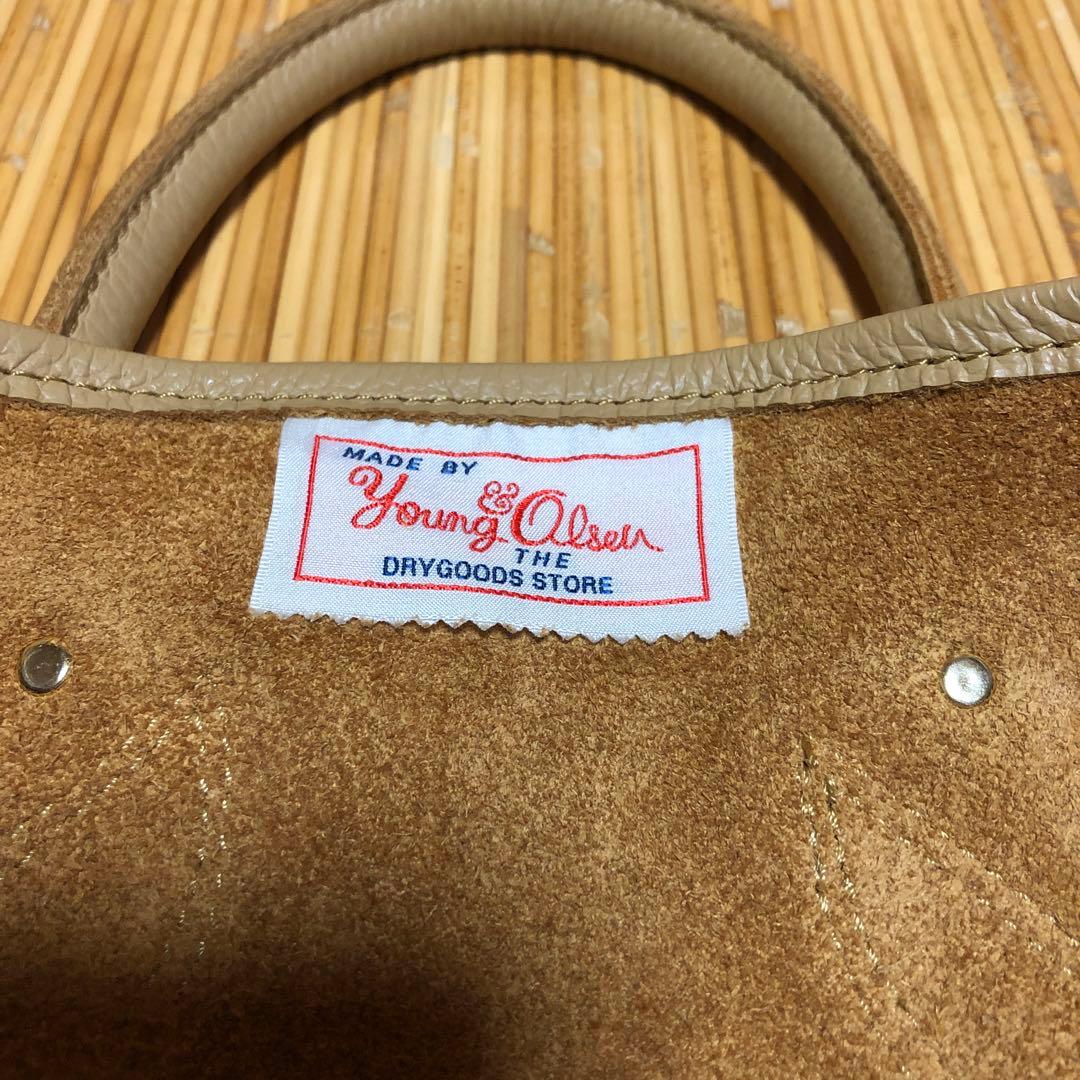 MADE BY
Young & Olsen
THE
DRYGOODS STORE